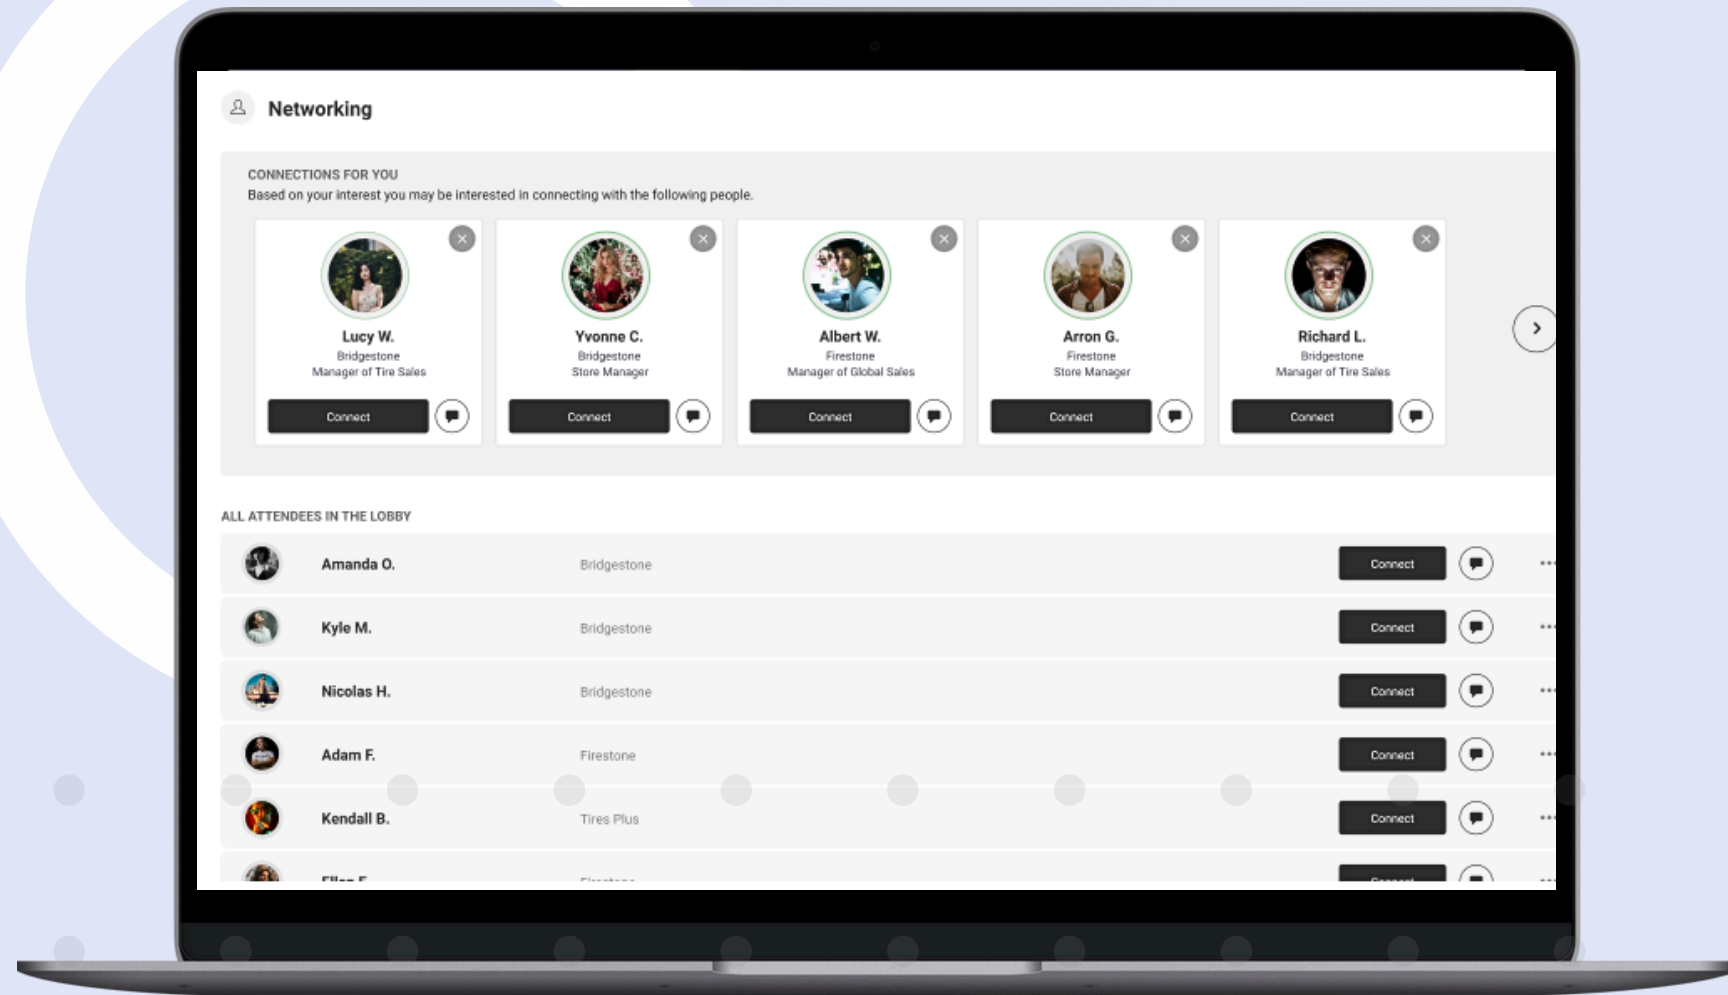 Networking
CONNECTIONS FOR YOU
Based on your interest you may be interested in connecting with the following people.
Lucy W.
Bridgestone
Manager of Tire Sales
Connect
Yvonne C.
Bridgestone
Store Manager
Connect
Albert W.
Firestone
Manager of Global Sales
Connect
Arron G.
Firestone
Store Manager
Connect
Richard L.
Bridgestone
Manager of Tire Sales
Connect
ALL ATTENDEES IN THE LOBBY
Amanda O. Bridgestone Connect
Kyle M. Bridgestone Connect
Nicolas H. Bridgestone Connect
Adam F. Firestone Connect
Kendall B. Tires Plus Connect